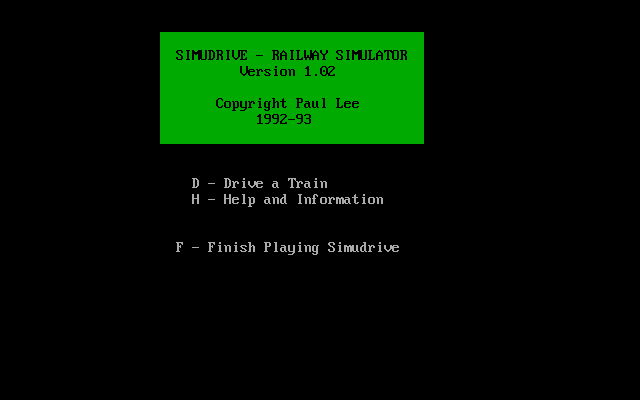 SIMUDRIVE - RAILWAY SIMULATOR
Version 1.02
Copyright Paul Lee
1992-93
D - Drive a Train
H - Help and Information
F - Finish Playing Simudrive